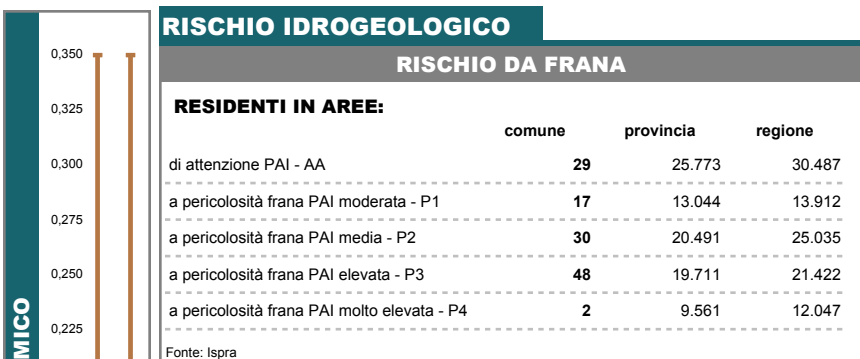 RISCHIO IDROGEOLOGICO
RISCHIO DA FRANA
RESIDENTI IN AREE:
comune provincia regione
di attenzione PAI - AA 29 25.773 30.487
a pericolosità frana PAI moderata - P1 17 13.044 13.912
a pericolosità frana PAI media - P2 30 20.491 25.035
a pericolosità frana PAI elevata - P3 48 19.711 21.422
a pericolosità frana PAI molto elevata - P4 2 9.561 12.047
Fonte: Ispra
0,350
0,325
0,300
0,275
0,250
0,225
MICO